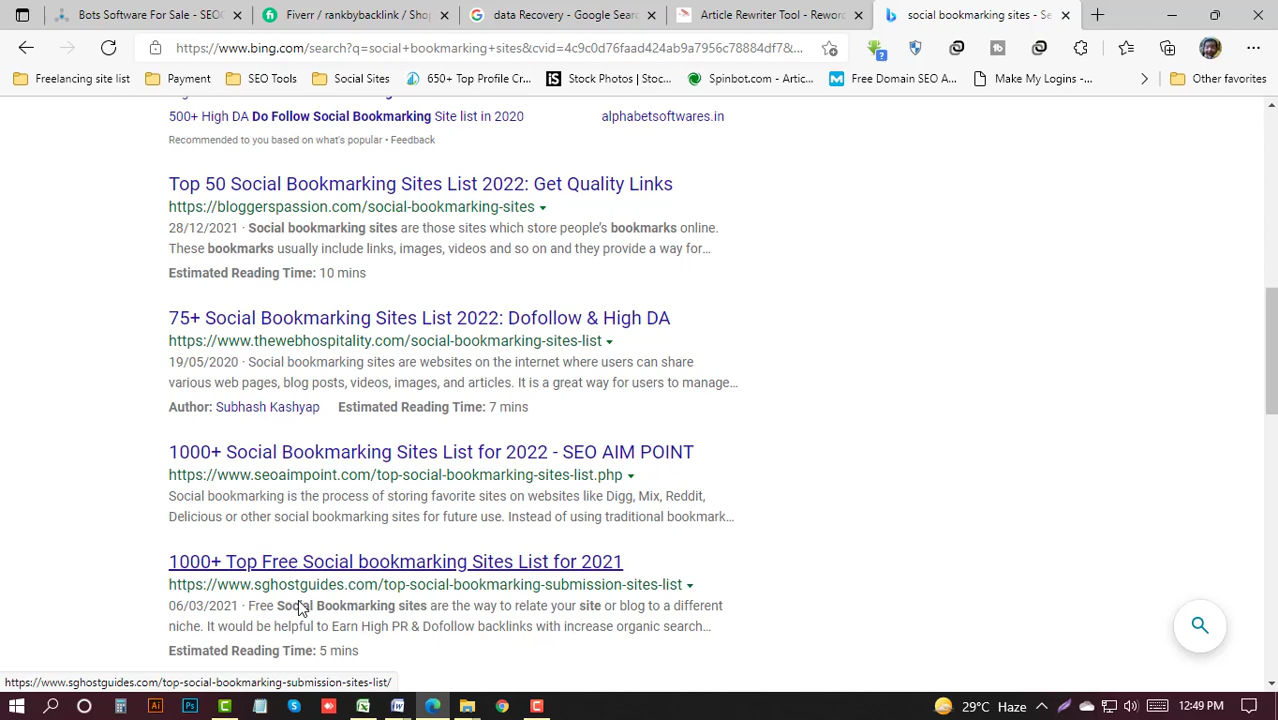 Bots Software For Sale - SEOC
Fiverr / rankbybacklink / Shop
data Recovery - Google Searc
Article Rewriter Tool - Rewor
social bookmarking sites - Se
https://www.bing.com/search?q=social+bookmarking+sites&cvid=4c9c0d76faad424ab9a7956c78884df7&...
Freelancing site list
Payment
SEO Tools
Social Sites
650+ Top Profile Cr...
Stock Photos | Stoc...
Spinbot.com - Artic...
Free Domain SEO A...
Make My Logins -...
Other favorites
500+ High DA Do Follow Social Bookmarking Site list in 2020
alphabetsoftwares.in
Recommended to you based on what's popular • Feedback
Top 50 Social Bookmarking Sites List 2022: Get Quality Links
https://bloggerspassion.com/social-bookmarking-sites
28/12/2021 · Social bookmarking sites are those sites which store people's bookmarks online.
These bookmarks usually include links, images, videos and so on and they provide a way for...
Estimated Reading Time: 10 mins
75+ Social Bookmarking Sites List 2022: Dofollow & High DA
https://www.thewebhospitality.com/social-bookmarking-sites-list
19/05/2020 · Social bookmarking sites are websites on the internet where users can share
various web pages, blog posts, videos, images, and articles. It is a great way for users to manage...
Author: Subhash Kashyap Estimated Reading Time: 7 mins
1000+ Social Bookmarking Sites List for 2022 - SEO AIM POINT
https://www.seoaimpoint.com/top-social-bookmarking-sites-list.php
Social bookmarking is the process of storing favorite sites on websites like Digg, Mix, Reddit,
Delicious or other social bookmarking sites for future use. Instead of using traditional bookmark...
1000+ Top Free Social bookmarking Sites List for 2021
https://www.sghostguides.com/top-social-bookmarking-submission-sites-list
06/03/2021 · Free Social Bookmarking sites are the way to relate your site or blog to a different
niche. It would be helpful to Earn High PR & Dofollow backlinks with increase organic search...
Estimated Reading Time: 5 mins
https://www.sghostguides.com/top-social-bookmarking-submission-sites-list/
29°C Haze
12:49 PM